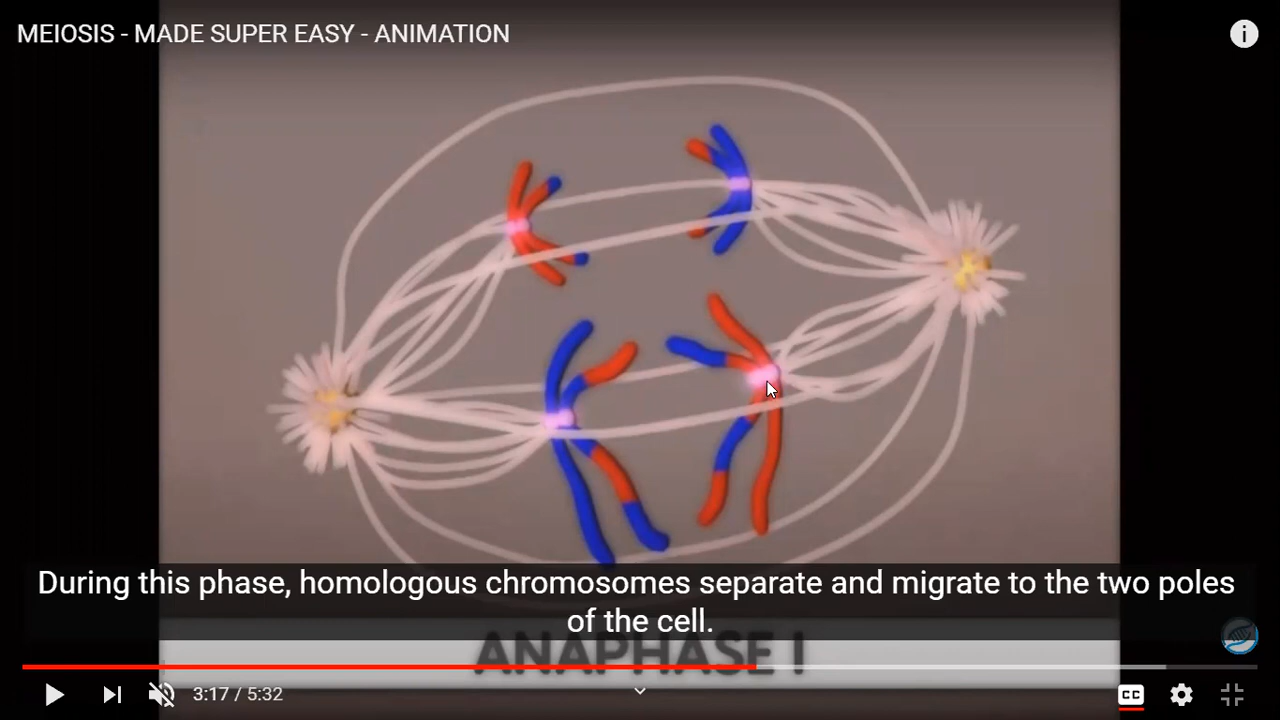 MEIOSIS - MADE SUPER EASY - ANIMATION
i
During this phase, homologous chromosomes separate and migrate to the two poles
of the cell.
ANAPHASE I
3:17 / 5:32
CC